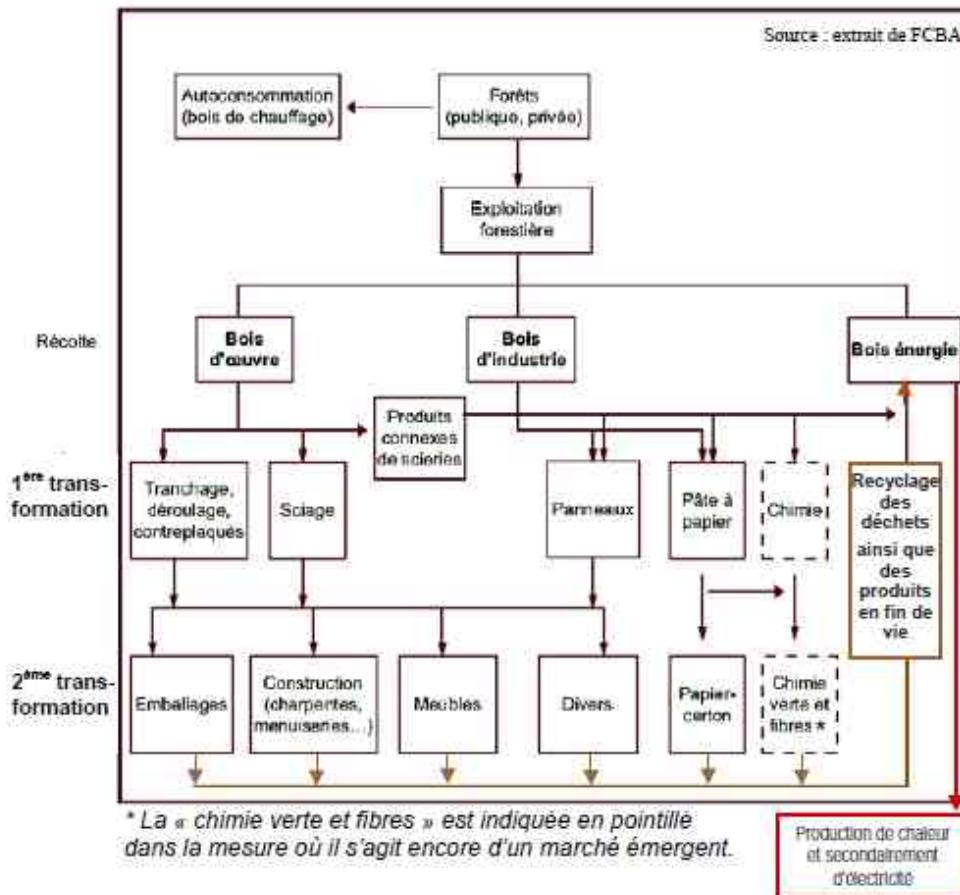 Source : extrait de FCBA
Autoconsommation
(bois de chauffage)
Forêts
(publique, privée)
Exploitation
forestière
Récolte
Bois
d'œuvre
Bois
d'industrie
Bois énergie
Produits
connexes
de scieries
1ère trans-
formation
Tranchage,
déroulage,
contreplaqués
Sciage
Panneaux
Pâte à
papier
Chimie
Recyclage
des
déchets
ainsi que
des
produits
en fin de
vie
2ème trans-
formation
Emballages
Construction
(charpentes,
menuiseries...)
Meubles
Divers
Papier-
carton
Chimie
verte et
fibres *
* La « chimie verte et fibres » est indiquée en pointillé
dans la mesure où il s'agit encore d'un marché émergent.
Production de chaleur
et secondairement
d'électricité